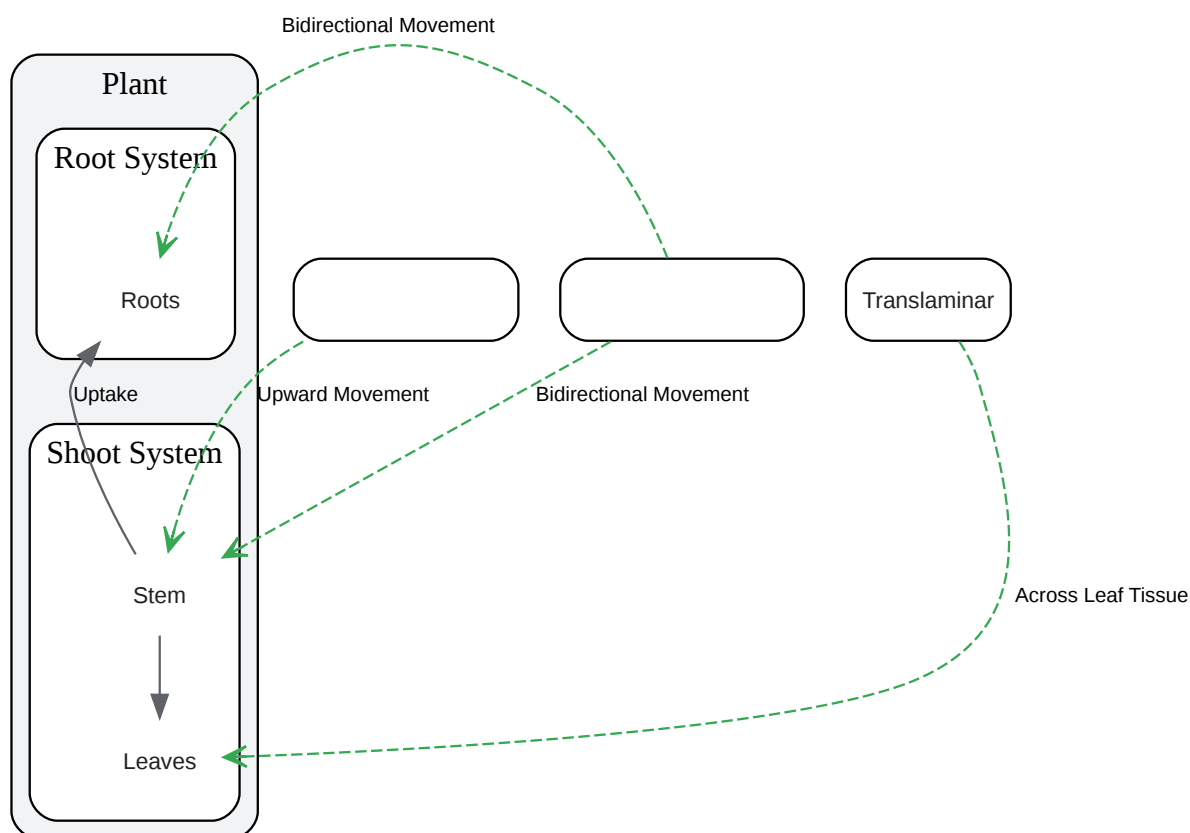 Bidirectional Movement
Plant
Root System
Roots
Translaminar
Uptake
Upward Movement
Bidirectional Movement
Shoot System
Stem
Across Leaf Tissue
Leaves